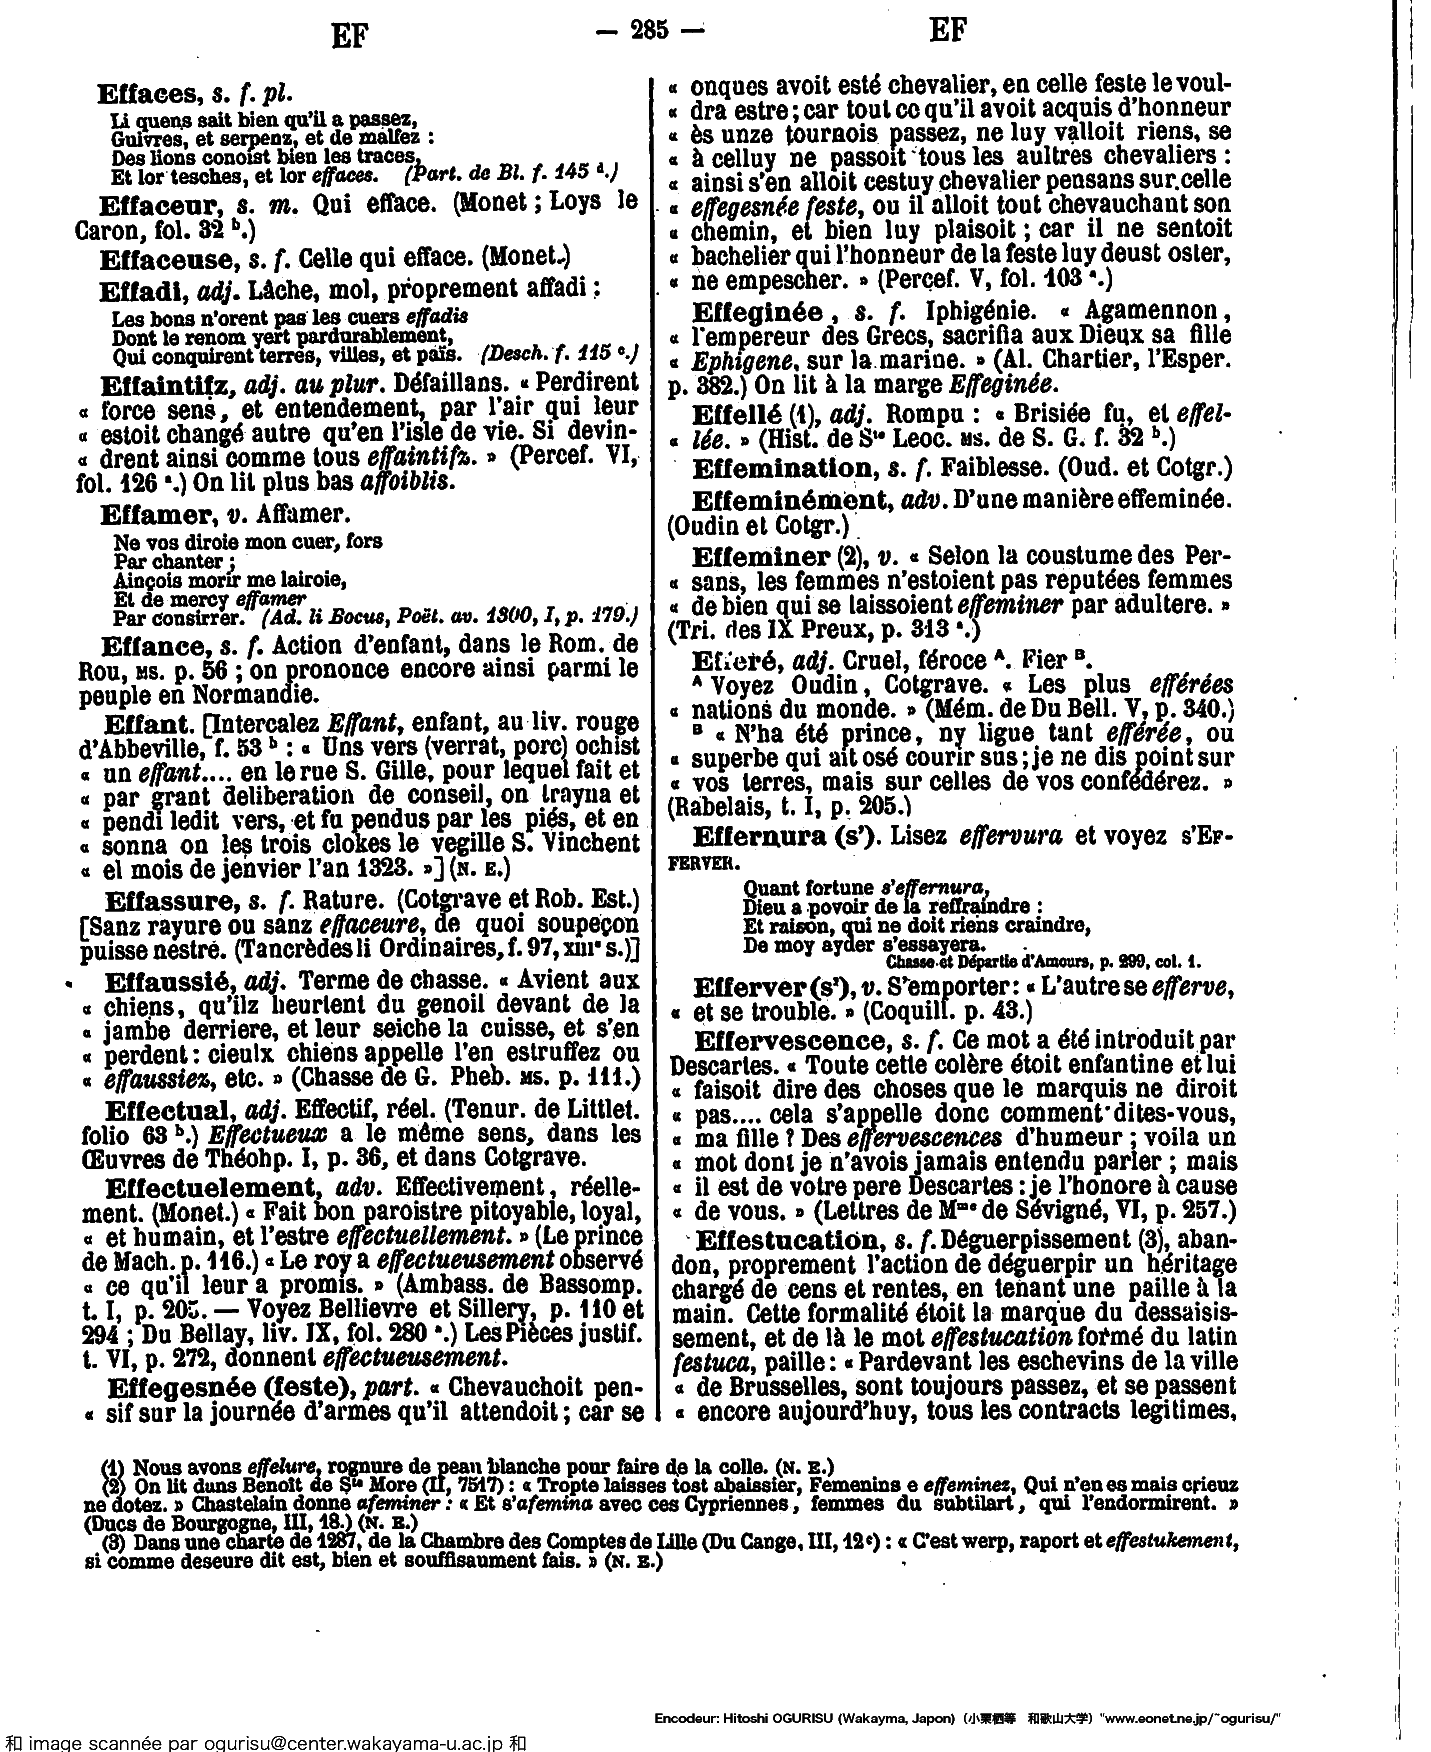 EF
— 285 —
EF
Effaces, s. f. pl.
Li quens sait bien qu'il a passez,
Guivres, et serpenz, et de malfez :
Des lions conoist bien les traces,
Et lor tesches, et lor effaces. (Part. de Bl. f. 145 d.)
Effaceur, s. m. Qui efface. (Monet ; Loys le
Caron, fol. 32 b.)
Effaceuse, s. f. Celle qui efface. (Monet.)
Effadi, adj. Lâche, mol, proprement affadi :
Les bons n'orent pas les cuers effadis
Dont le renom yert pardurablement,
Qui conquirent terres, villes, et païs. (Desch. f. 115 c.)
Effaintifz, adj. au plur. Défaillans. « Perdirent
« force sens, et entendement, par l'air qui leur
« estoit changé autre qu'en l'isle de vie. Si devin-
« drent ainsi comme tous effaintifz. » (Percef. VI,
fol. 126 a.) On lit plus bas affoiblis.
Effamer, v. Affamer.
Ne vos diroie mon cuer, fors
Par chanter ;
Ainçois morir me lairoie,
Et de mercy effamer
Par consirrer. (Ad. li Bocus, Poët. av. 1300, I, p. 179.)
Effance, s. f. Action d'enfant, dans le Rom. de
Rou, ms. p. 56 ; on prononce encore ainsi parmi le
peuple en Normandie.
Effant. [Intercalez Effant, enfant, au liv. rouge
d'Abbeville, f. 53 b : « Uns vers (verrat, porc) ochist
« un effant.... en le rue S. Gille, pour lequel fait et
« par grant deliberation de conseil, on trayna et
« pendi ledit vers, et fu pendus par les piés, et en
« sonna on les trois clokes le vegille S. Vinchent
« el mois de jenvier l'an 1323. »] (N. E.)
Effassure, s. f. Rature. (Cotgrave et Rob. Est.)
[Sanz rayure ou sanz effaceure, de quoi soupeçon
puisse nestre. (Tancrèdes li Ordinaires, f. 97, xiiie s.)]
Effaussié, adj. Terme de chasse. « Avient aux
« chiens, qu'ilz heurtent du genoil devant de la
« jambe derriere, et leur seiche la cuisse, et s'en
« perdent : cieulx chiens appelle l'en estruffez ou
« effaussiez, etc. » (Chasse de G. Pheb. ms. p. 111.)
Effectual, adj. Effectif, réel. (Tenur. de Littlet.
folio 63 b.) Effectueux a le même sens, dans les
Œuvres de Théohp. I, p. 36, et dans Cotgrave.
Effectuelement, adv. Effectivement, réelle-
ment. (Monet.) « Fait bon paroistre pitoyable, loyal,
« et humain, et l'estre effectuellement. » (Le prince
de Mach. p. 116.) « Le roy a effectueusement observé
« ce qu'il leur a promis. » (Ambass. de Bassomp.
t. I, p. 205. — Voyez Bellievre et Sillery, p. 110 et
294 ; Du Bellay, liv. IX, fol. 280 a.) Les Pièces justif.
t. VI, p. 272, donnent effectueusement.
Effegesnée (feste), part. « Chevauchoit pen-
« sif sur la journée d'armes qu'il attendoit ; car se
« onques avoit esté chevalier, en celle feste le voul-
« dra estre ; car tout ce qu'il avoit acquis d'honneur
« ès unze tournois passez, ne luy valloit riens, se
« à celluy ne passoit tous les aultres chevaliers :
« ainsi s'en alloit cestuy chevalier pensans sur celle
« effegesnée feste, ou il alloit tout chevauchant son
« chemin, et bien luy plaisoit ; car il ne sentoit
« bachelier qui l'honneur de la feste luy deust oster,
« ne empescher. » (Percef. V, fol. 103 a.)
Effeginée, s. f. Iphigénie. « Agamennon,
« l'empereur des Grecs, sacrifia aux Dieux sa fille
« Ephigene, sur la marine. » (Al. Chartier, l'Esper.
p. 382.) On lit à la marge Effeginée.
Effellé (1), adj. Rompu : « Brisiée fu, et effel-
« lée. » (Hist. de Ste Leoc. ms. de S. G. f. 32 b.)
Effemination, s. f. Faiblesse. (Oud. et Cotgr.)
Effeminément, adv. D'une manière effeminée.
(Oudin et Cotgr.)
Effeminer (2), v. « Selon la coustume des Per-
« sans, les femmes n'estoient pas reputées femmes
« de bien qui se laissoient effeminer par adultere. »
(Tri. des IX Preux, p. 313 a.)
Efferé, adj. Cruel, féroce A. Fier B.
A Voyez Oudin, Cotgrave. « Les plus efférées
« nations du monde. » (Mém. de Du Bell. V, p. 340.)
B « N'ha été prince, ny ligue tant efférée, ou
« superbe qui ait osé courir sus ; je ne dis point sur
« vos terres, mais sur celles de vos confédérez. »
(Rabelais, t. I, p. 205.)
Effernura (s'). Lisez effervura et voyez s'Ef-
ferver.
Quant fortune s'effernura,
Dieu a povoir de la reffraindre :
Et raison, qui ne doit riens craindre,
De moy ayder s'essayera.
Chasse et Départie d'Amours, p. 299, col. 1.
Efferver (s'), v. S'emporter : « L'autre se efferve,
« et se trouble. » (Coquill. p. 43.)
Effervescence, s. f. Ce mot a été introduit par
Descartes. « Toute cette colère étoit enfantine et lui
« faisoit dire des choses que le marquis ne diroit
« pas.... cela s'appelle donc comment dites-vous,
« ma fille ? Des effervescences d'humeur ; voila un
« mot dont je n'avois jamais entendu parler ; mais
« il est de votre pere Descartes : je l'honore à cause
« de vous. » (Lettres de Mme de Sévigné, VI, p. 257.)
Effestucation, s. f. Déguerpissement (3), aban-
don, proprement l'action de déguerpir un héritage
chargé de cens et rentes, en tenant une paille à la
main. Cette formalité étoit la marque du dessaisis-
sement, et de là le mot effestucation formé du latin
festuca, paille : « Pardevant les eschevins de la ville
« de Brusselles, sont toujours passez, et se passent
« encore aujourd'huy, tous les contracts legitimes,
(1) Nous avons effelure, rognure de peau blanche pour faire de la colle. (N. E.)
(2) On lit dans Benoît de Ste More (II, 7517) : « Tropte laisses tost abaissier, Femenins e effeminez, Qui n'en es mais crieuz
ne dotez. » Chastelain donne afeminer : « Et s'afemina avec ces Cypriennes, femmes du subtil art, qui l'endormirent. »
(Ducs de Bourgogne, III, 18.) (N. E.)
(3) Dans une charte de 1287, de la Chambre des Comptes de Lille (Du Cange, III, 12 c) : « C'est werp, raport et effestukement,
si comme deseure dit est, bien et souffisaument fais. » (N. E.)
Encodeur: Hitoshi OGURISU (Wakayma, Japon) (小栗栖等 和歌山大学) "www.eonet.ne.jp/~ogurisu/"
和 image scannée par ogurisu@center.wakayama-u.ac.jp 和